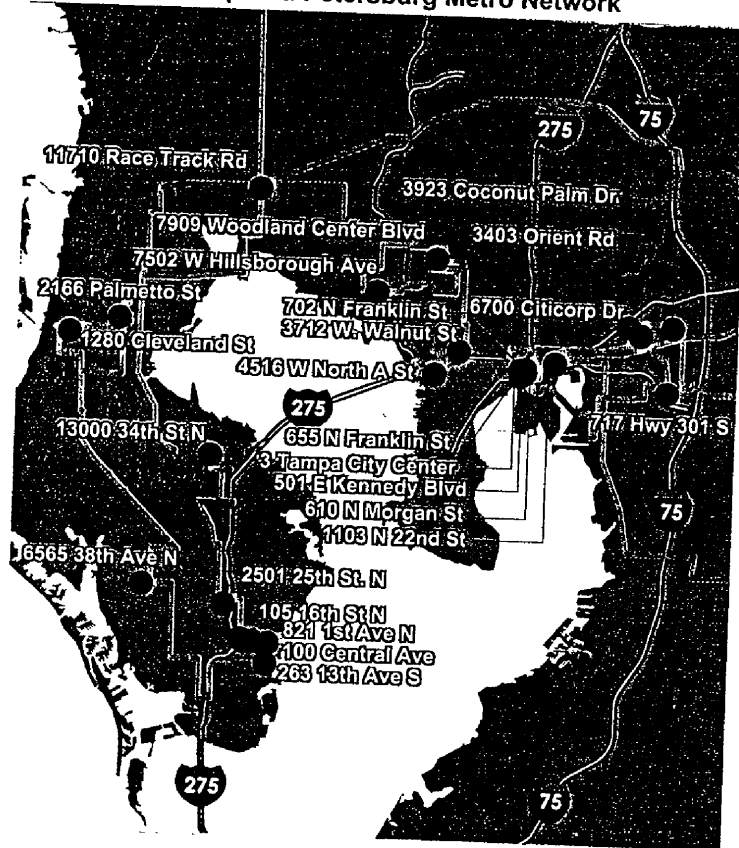 Petersburg Metro Network
75
275
11710 Race Track Rd
3923 Coconut Palm Dr.
7909 Woodland Center Blvd
3403 Orient Rd
7502 W Hillsborough Ave
2166 Palmetto St
702 N Franklin St
6700 Citicorp Dr.
3712 W. Walnut St
1280 Cleveland St
4516 W North A St
275
717 Hwy 301 S
13000 34th St N
655 N Franklin St
3 Tampa City Center
501 E Kennedy Blvd
610 N Morgan St
75
1103 N 22nd St
6565 38th Ave N
2501 25th St. N
105 16th St N
821 1st Ave N
100 Central Ave
263 13th Ave S
275
75